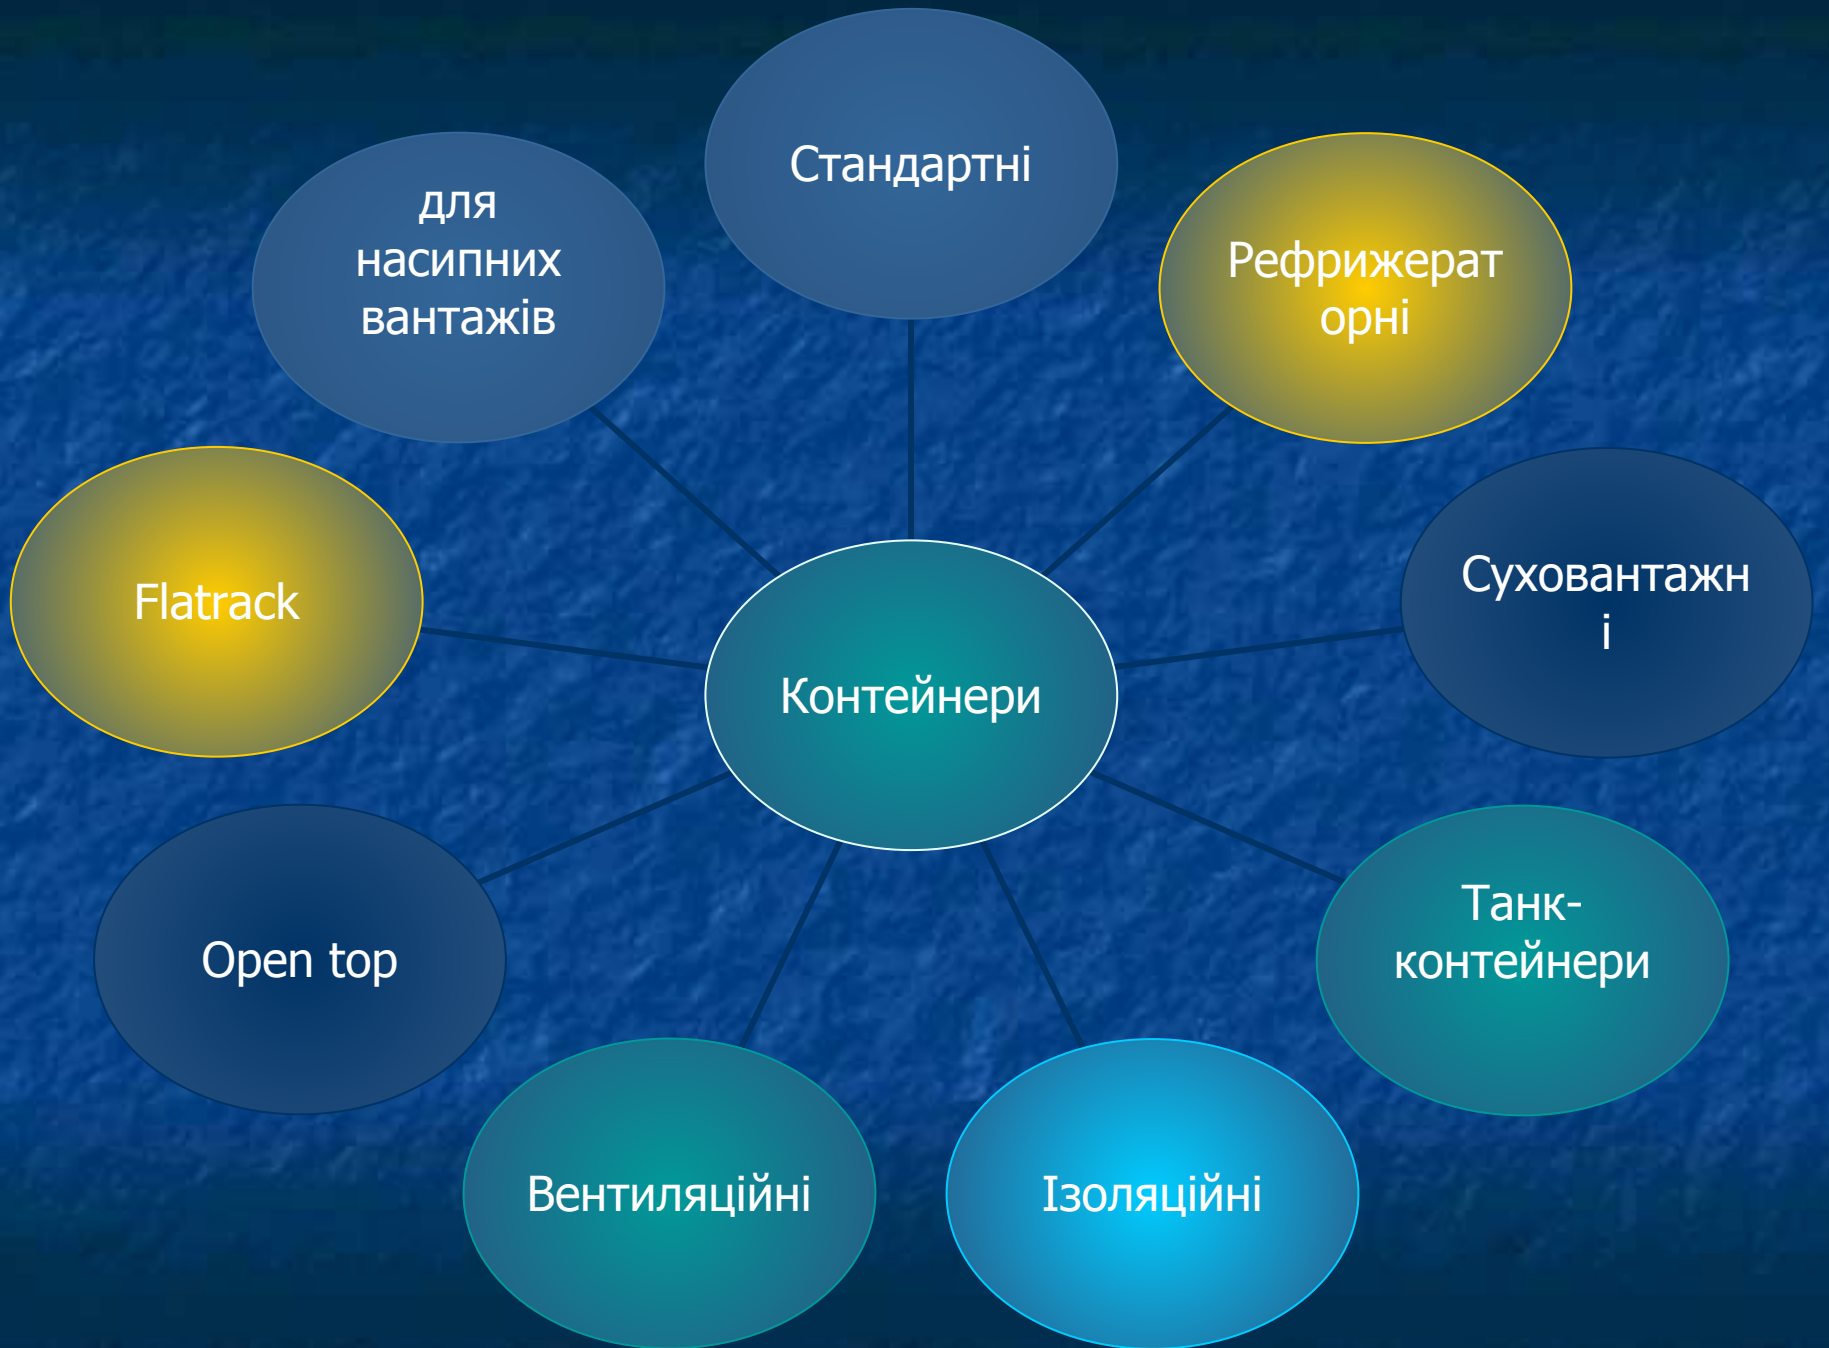 Стандартні
для
насипних
вантажів
Рефрижерат
орні
Flatrack
Суховантажн
і
Контейнери
Open top
Танк-
контейнери
Вентиляційні
Ізоляційні